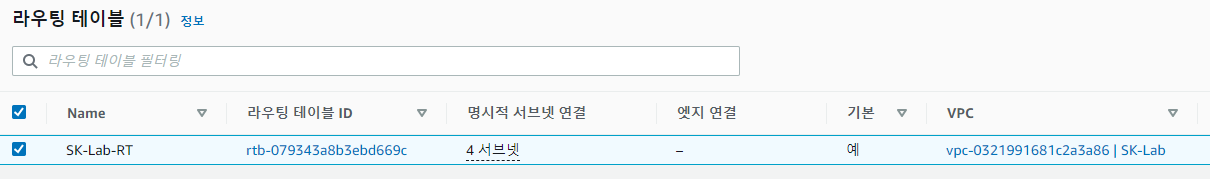 라우팅 테이블 (1/1) 정보
라우팅 테이블 필터링
Name 라우팅 테이블 ID 명시적 서브넷 연결 엣지 연결 기본 VPC
SK-Lab-RT rtb-079343a8b3ebd669c 4 서브넷 – 예 vpc-0321991681c2a3a86 | SK-Lab